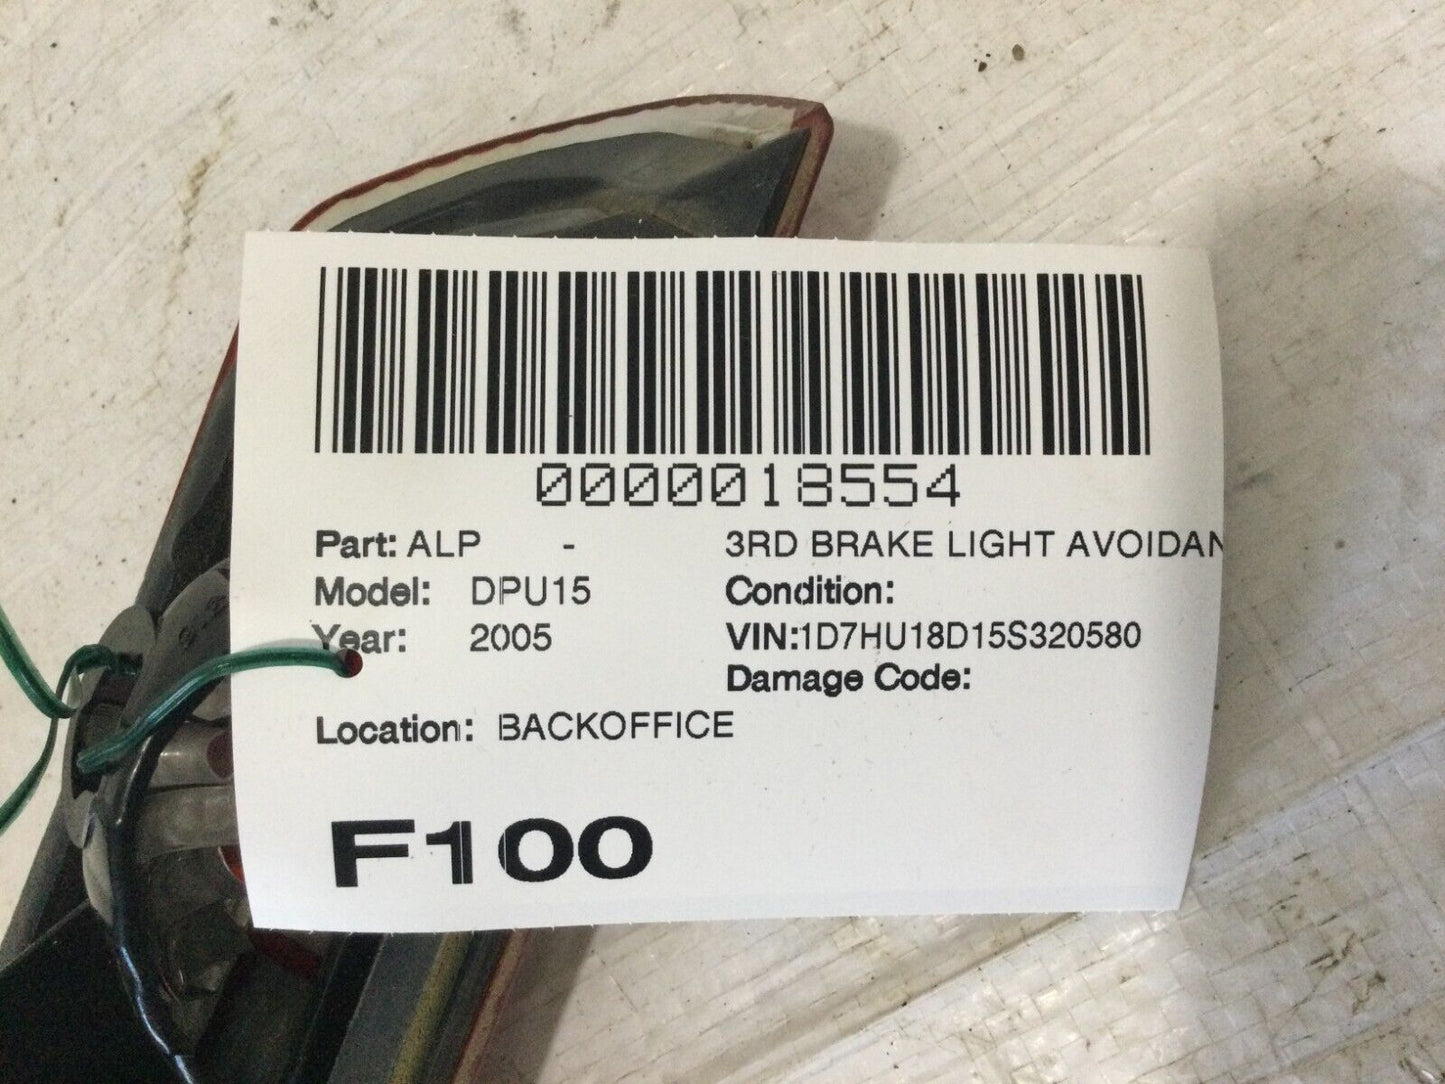 0000018554
Part: ALP - 3RD BRAKE LIGHT AVOIDAN
Model: DPU15 Condition:
Year: 2005 VIN:1D7HU18D15S320580
Damage Code:
Location: BACKOFFICE
F100